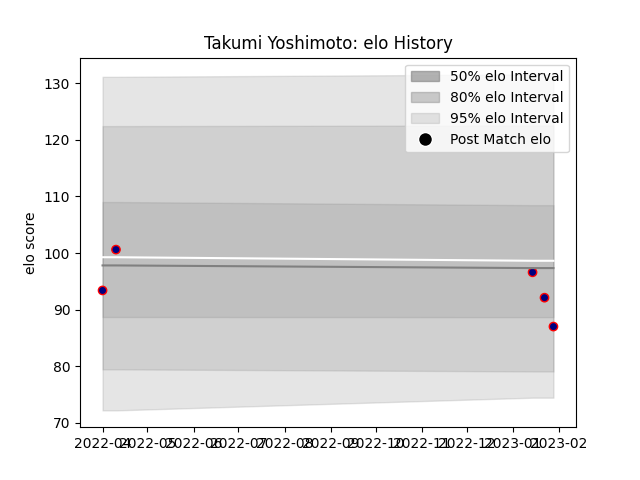 Takumi Yoshimoto: elo History
130
120
110
100
90
80
70
elo score
50% elo Interval
80% elo Interval
95% elo Interval
Post Match elo
2022-04 2022-05 2022-06 2022-07 2022-08 2022-09 2022-10 2022-11 2022-12 2023-01 2023-02